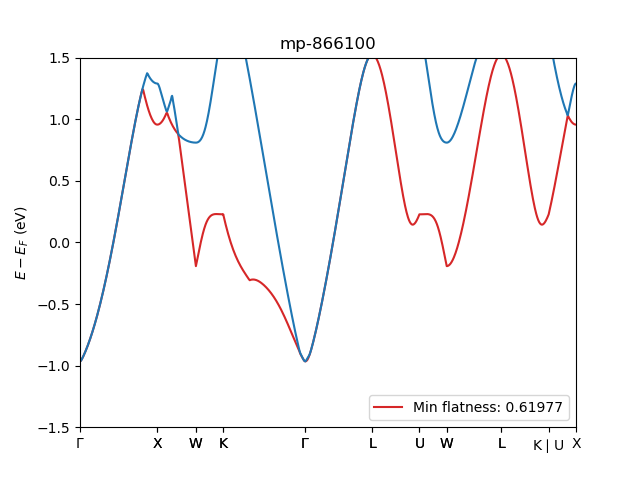 mp-866100
1.5
1.0
0.5
0.0
−0.5
−1.0
−1.5
E − E_F (eV)
Min flatness: 0.61977
Γ X W K Γ L U W L K | U X